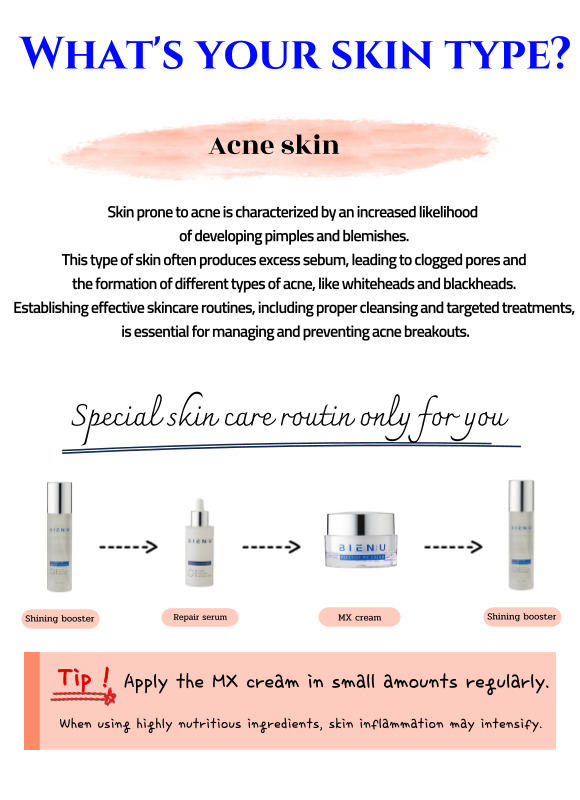 WHAT'S YOUR SKIN TYPE?
Acne skin
Skin prone to acne is characterized by an increased likelihood
of developing pimples and blemishes.
This type of skin often produces excess sebum, leading to clogged pores and
the formation of different types of acne, like whiteheads and blackheads.
Establishing effective skincare routines, including proper cleansing and targeted treatments,
is essential for managing and preventing acne breakouts.
Special skin care routin only for you
BIENU
BIENU
BIENU
BIENU
Shining booster
Repair serum
MX cream
Shining booster
Tip ! Apply the MX cream in small amounts regularly.
When using highly nutritious ingredients, skin inflammation may intensify.